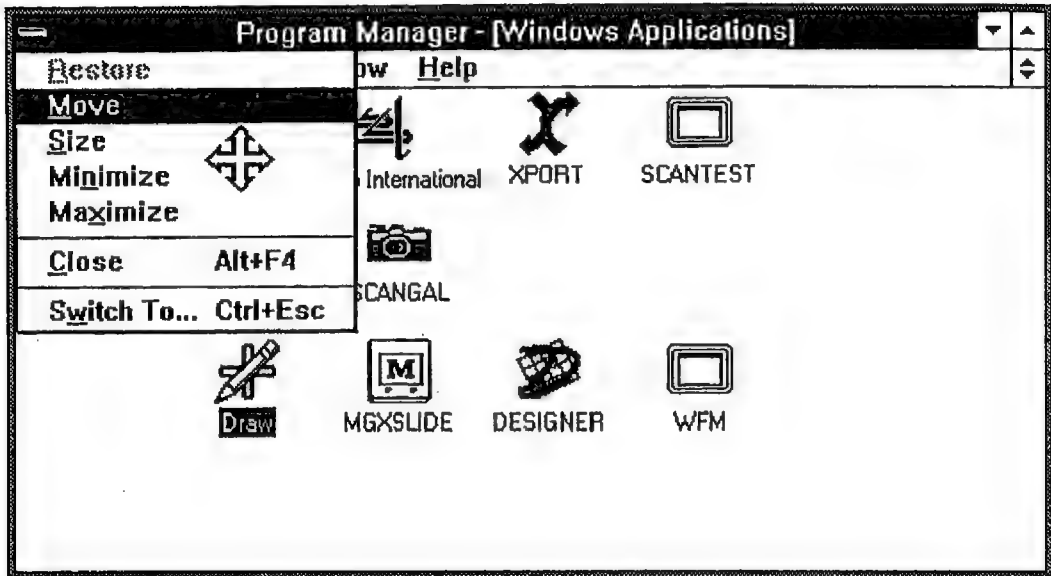 Program Manager - [Windows Applications]
Restore
ow Help
Move
Size
Minimize
Maximize
Close Alt+F4
Switch To... Ctrl+Esc
International XPORT SCANTEST
SCANGAL
M
Draw MGXSLIDE DESIGNER WFM